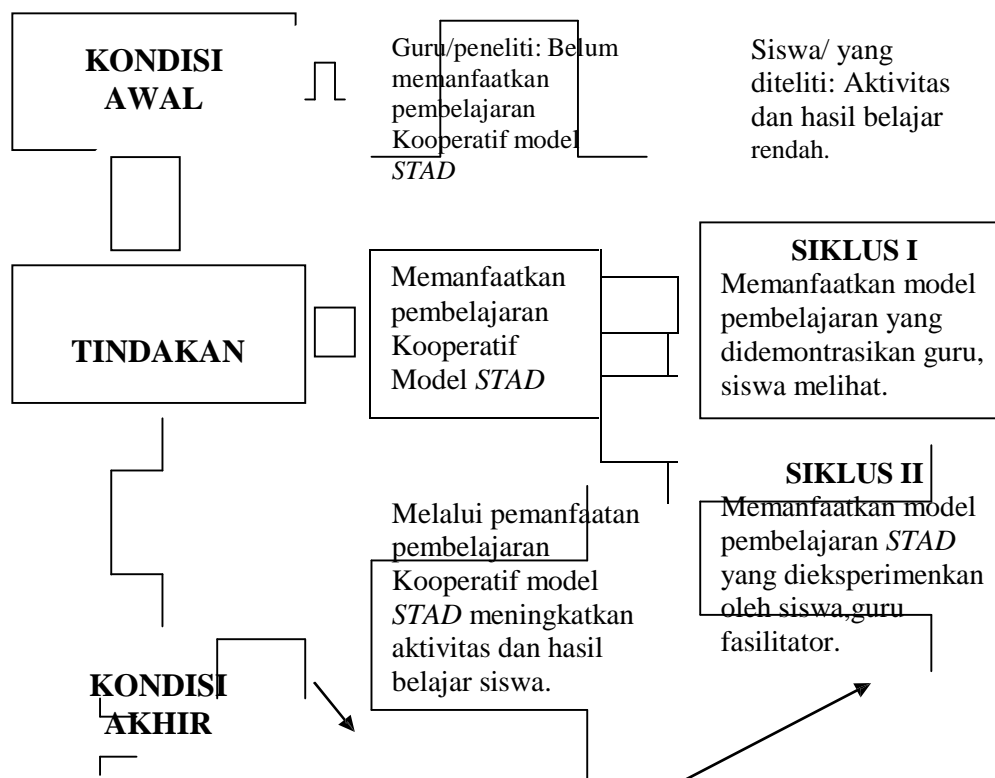 KONDISI
AWAL
Guru/peneliti: Belum
memanfaatkan
pembelajaran
Kooperatif model
STAD
Siswa/ yang
diteliti: Aktivitas
dan hasil belajar
rendah.
TINDAKAN
Memanfaatkan
pembelajaran
Kooperatif
Model STAD
SIKLUS I
Memanfaatkan model
pembelajaran yang
didemontrasikan guru,
siswa melihat.
SIKLUS II
Memanfaatkan model
pembelajaran STAD
yang dieksperimenkan
oleh siswa,guru
fasilitator.
KONDISI
AKHIR
Melalui pemanfaatan
pembelajaran
Kooperatif model
STAD meningkatkan
aktivitas dan hasil
belajar siswa.